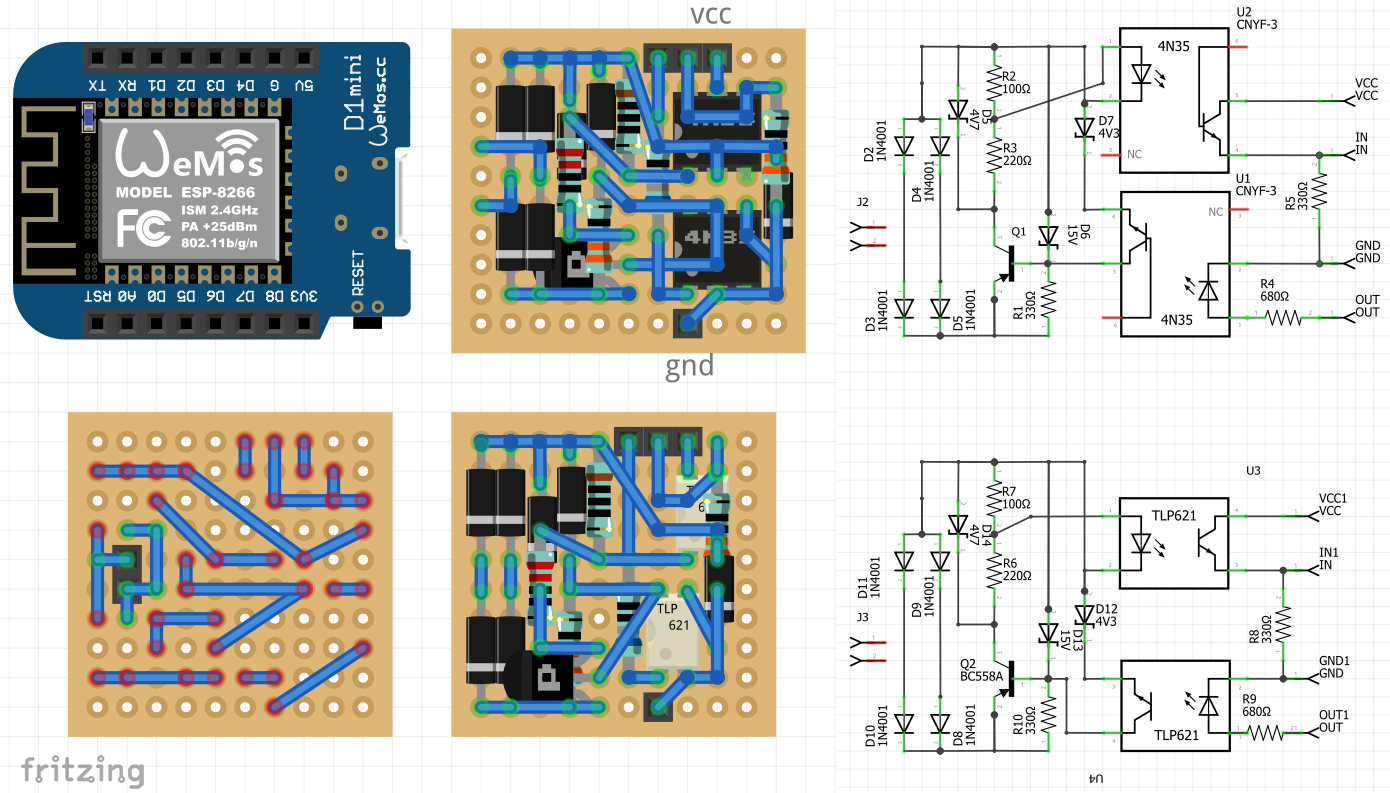 TX RX D1 D2 D3 D4 G 5V
D1mini
WeMos.cc
WeMos
MODEL ESP-8266
ISM 2.4GHz
PA +25dBm
802.11b/g/n
FC
RST A0 D0 D5 D6 D7 D8 3V3
RESET
vcc
gnd
TLP
621
fritzing
U2
CNYF-3
4N35
NC
VCC
VCC
IN
IN
R2
100Ω
D5
4V7
R3
220Ω
D7
4V3
D2
1N4001
D4
1N4001
J2
Q1
D6
15V
R1
330Ω
D3
1N4001
D5
1N4001
U1
CNYF-3
NC
4N35
R5
330Ω
GND
GND
R4
680Ω
OUT
OUT
U3
TLP621
VCC1
VCC
IN1
IN
R7
100Ω
D14
4V7
R6
220Ω
D11
1N4001
D9
1N4001
J3
D12
4V3
D13
15V
Q2
BC558A
R10
330Ω
D10
1N4001
D8
1N4001
TLP621
U4
R8
330Ω
GND1
GND
R9
680Ω
OUT1
OUT